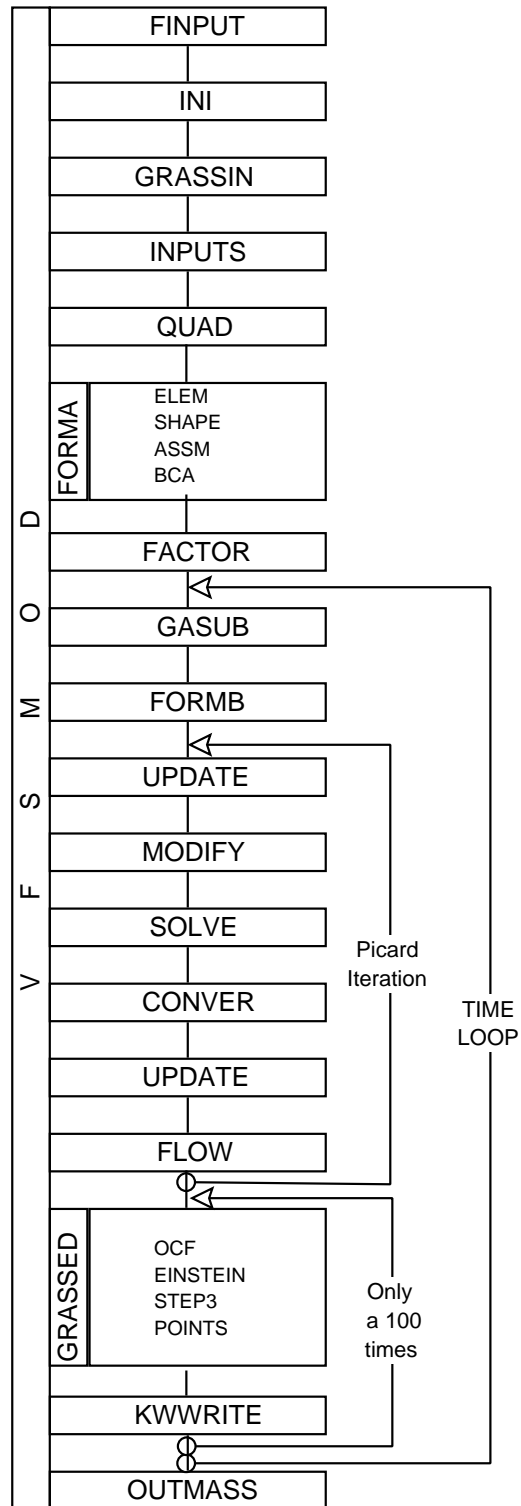 FINPUT
INI
GRASSIN
INPUTS
QUAD
FORMA
ELEM
SHAPE
ASSM
BCA
FACTOR
GASUB
FORMB
UPDATE
MODIFY
SOLVE
CONVER
UPDATE
FLOW
GRASSED
OCF
EINSTEIN
STEP3
POINTS
KWWRITE
OUTMASS
V F S M O D
Picard
Iteration
TIME
LOOP
Only
a 100
times